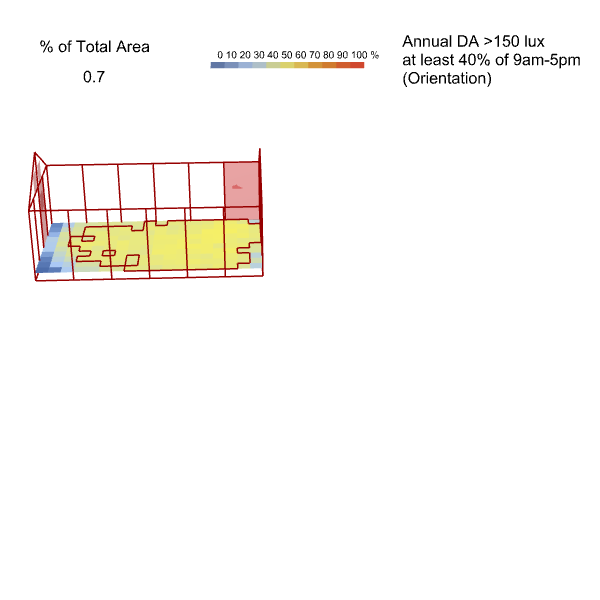 % of Total Area
0.7
0 10 20 30 40 50 60 70 80 90 100 %
Annual DA >150 lux
at least 40% of 9am-5pm
(Orientation)